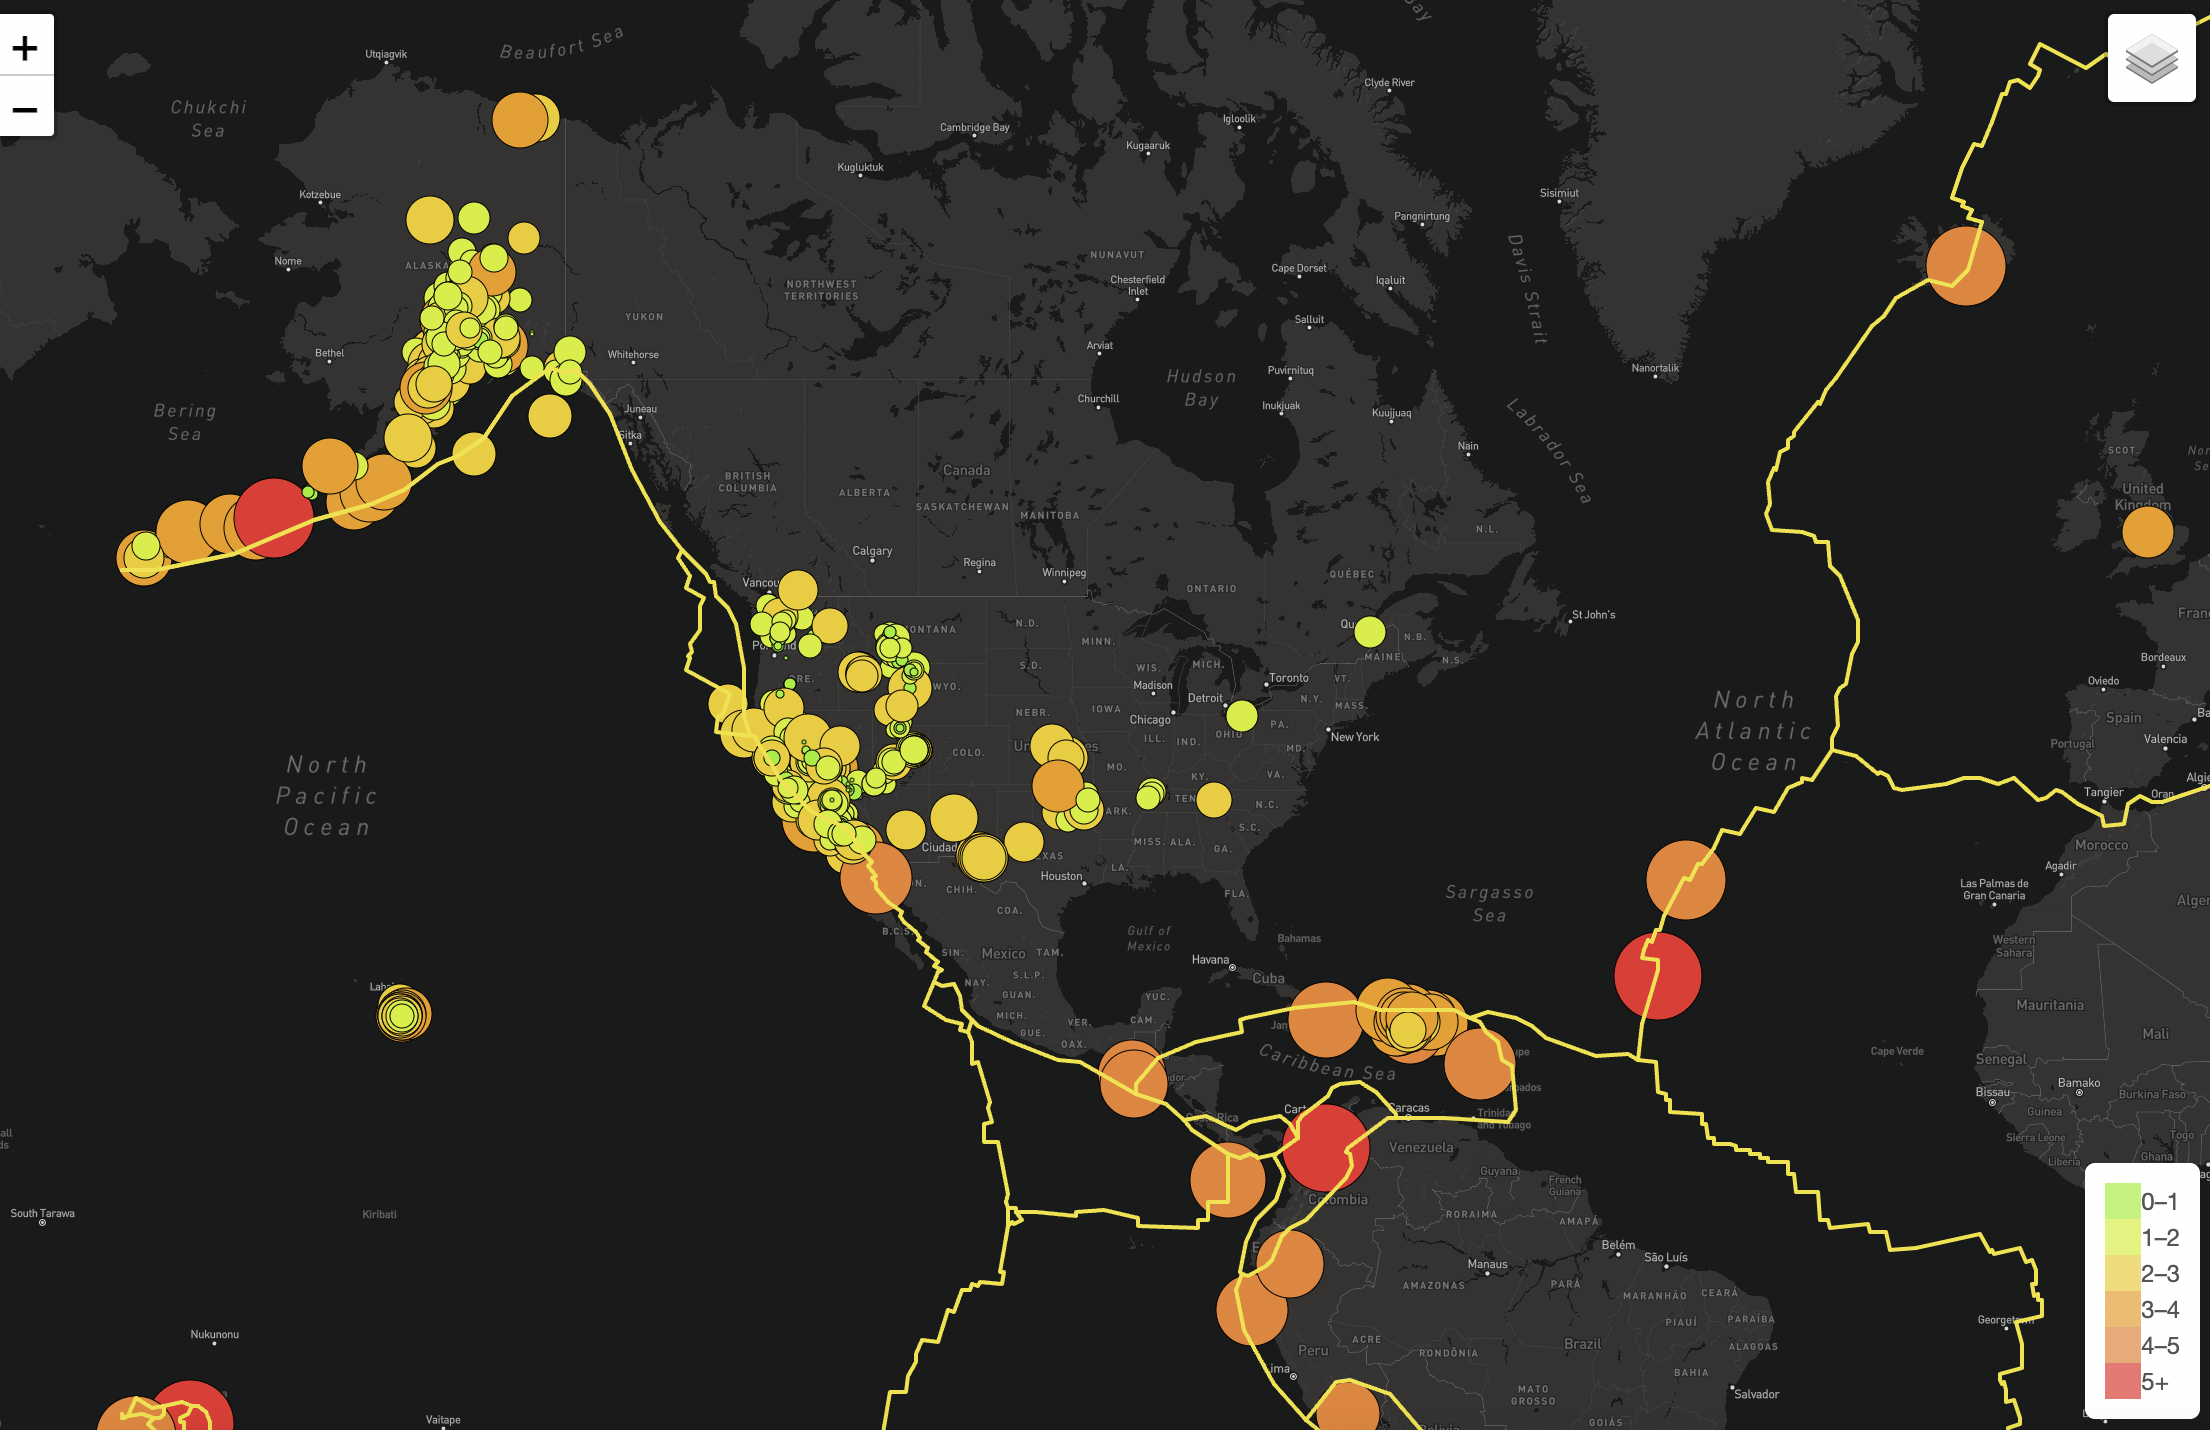 +
−
Beaufort Sea
Utqiagvik
Chukchi
Sea
Clyde River
Igloolik
Cambridge Bay
Kugaaruk
Kugluktuk
Kotzebue
Sisimiut
Pangnirtung
Nome
ALASKA
NUNAVUT
Cape Dorset
Chesterfield
Inlet
Iqaluit
Davis Strait
NORTHWEST
TERRITORIES
YUKON
Salluit
Bethel
Whitehorse
Arviat
Puvirnituq
Nanortalik
Hudson
Bay
Churchill
Inukjuak
Kuujjuaq
Labrador Sea
Juneau
Sitka
Bering
Sea
Nain
SCOT.
Canada
BRITISH
COLUMBIA
ALBERTA
SASKATCHEWAN
MANITOBA
United
Kingdom
N.L.
Calgary
Regina
Winnipeg
QUÉBEC
ONTARIO
Vancou
St John's
Fran
MONTANA
N.D.
MINN.
Qu
N.B.
MAINE
N.S.
Bordeaux
S.D.
WIS.
MICH.
ORE.
WYO.
Madison
Toronto
VT.
Oviedo
Detroit
N.Y.
MASS.
NEBR.
IOWA
Chicago
Spain
Ba
North
Atlantic
Ocean
PA.
OHIO
New York
Portugal
Valencia
COLO.
ILL.
IND.
MD.
North
Pacific
Ocean
MO.
KY.
VA.
Algie
Tangier
Oran
TEN
N.C.
ARK.
S.C.
Morocco
Ciudad
MISS.
ALA.
GA.
EXAS
LA.
Agadir
Houston
CHIH.
Las Palmas de
Gran Canaria
FLA.
Sargasso
Sea
Alger
COA.
B.C.S.
Gulf of
Mexico
Bahamas
Western
Sahara
SIN.
Mexico
TAM.
Havana
Cuba
S.L.P.
NAY.
GUAN.
YUC.
Laha
Mauritania
MICH.
VER.
CAM.
GUE.
OAX.
Jan
Mali
Caribbean Sea
Cape Verde
Senegal
Bamako
Bissau
Burkina Faso
Cart
Caracas
Guinea
Trinidad
and Tobago
Costa Rica
Sierra Leone
Togo
Venezuela
Liberia
Ghana
Guyana
French
Guiana
Colombia
South Tarawa
Kiribati
RORAIMA
AMAPÁ
Belém
São Luís
Manaus
AMAZONAS
PARÁ
MARANHÃO
CEARÁ
PIAUÍ
PARAÍBA
Georget
Nukunonu
ACRE
Brazil
ALAGOAS
Peru
RONDÔNIA
Lima
BAHIA
MATO
GROSSO
Salvador
Vaitape
GOIÁS
Bolivia
0–1
1–2
2–3
3–4
4–5
5+